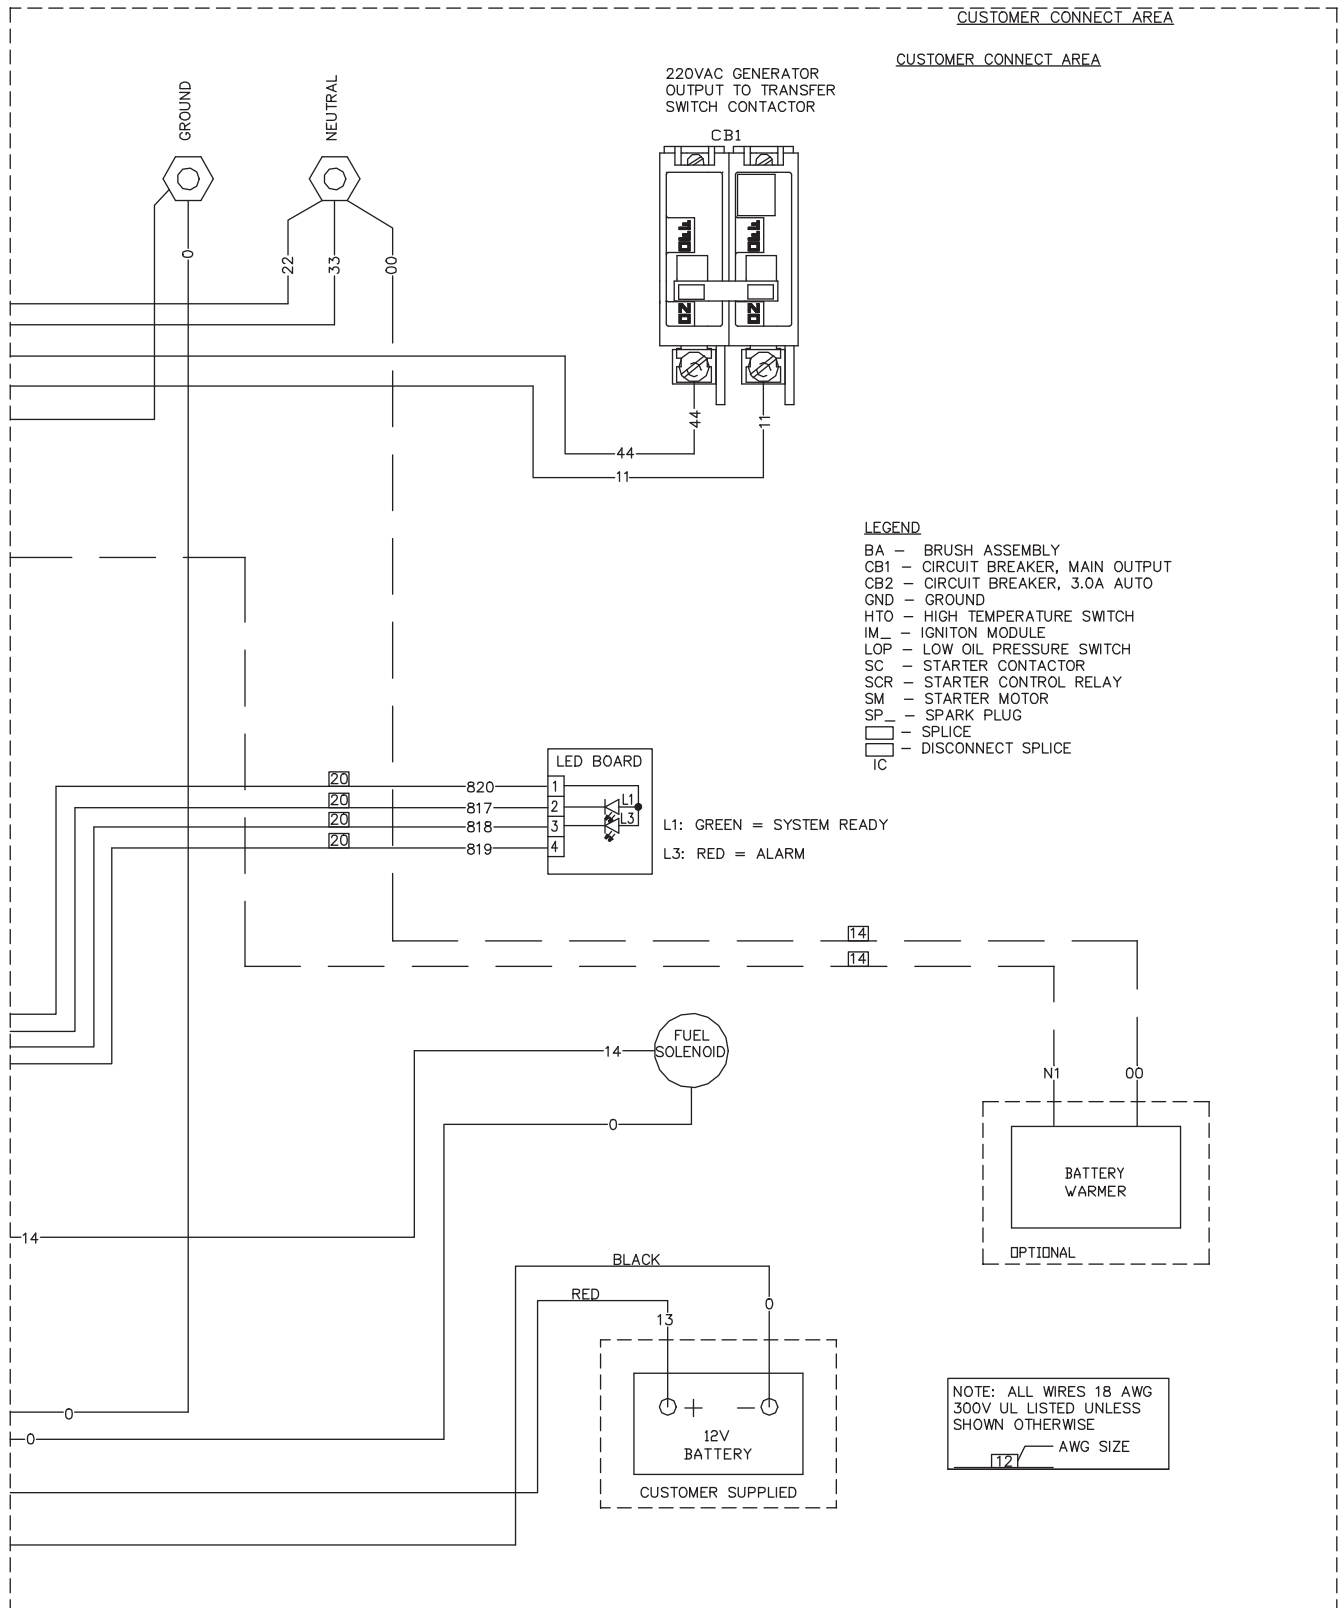 CUSTOMER CONNECT AREA
CUSTOMER CONNECT AREA
220VAC GENERATOR
OUTPUT TO TRANSFER
SWITCH CONTACTOR
CB1
GROUND
NEUTRAL
OFF
OFF
ON
ON
0
22
33
00
44
11
44
11
LEGEND
BA - BRUSH ASSEMBLY
CB1 - CIRCUIT BREAKER, MAIN OUTPUT
CB2 - CIRCUIT BREAKER, 3.0A AUTO
GND - GROUND
HTO - HIGH TEMPERATURE SWITCH
IM_ - IGNITON MODULE
LOP - LOW OIL PRESSURE SWITCH
SC - STARTER CONTACTOR
SCR - STARTER CONTROL RELAY
SM - STARTER MOTOR
SP_ - SPARK PLUG
- SPLICE
- DISCONNECT SPLICE
IC
LED BOARD
20 820 1
20 817 2 L1
20 818 3 L3
20 819 4
L1: GREEN = SYSTEM READY
L3: RED = ALARM
14
14
FUEL
SOLENOID
14
0
N1 00
BATTERY
WARMER
OPTIONAL
14
BLACK
RED
13
0
+ -
12V
BATTERY
CUSTOMER SUPPLIED
0
0
NOTE: ALL WIRES 18 AWG
300V UL LISTED UNLESS
SHOWN OTHERWISE
AWG SIZE
12